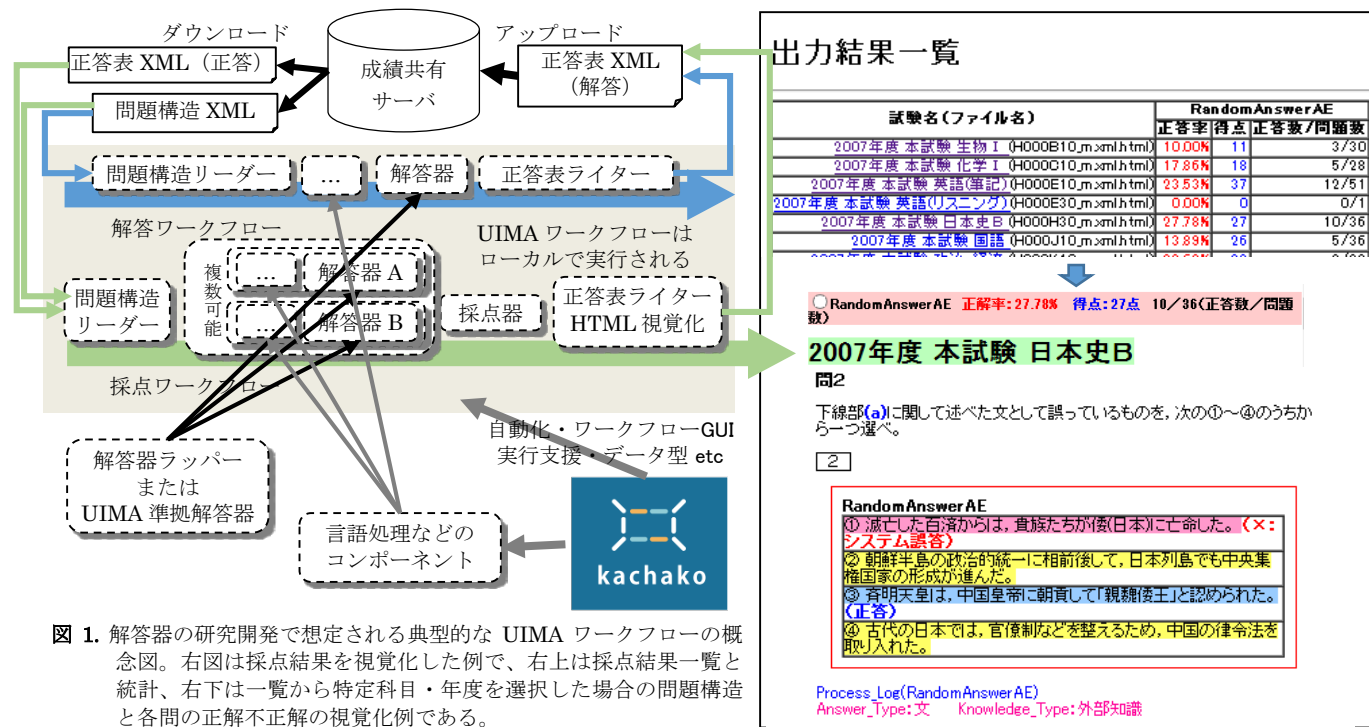 ダウンロード
アップロード
正答表 XML（正答）
問題構造 XML
成績共有
サーバ
正答表 XML
（解答）
問題構造リーダー
…
解答器
正答表ライター
解答ワークフロー
UIMA ワークフローは
ローカルで実行される
問題構造
リーダー
複数可能
…
解答器 A
…
解答器 B
採点器
正答表ライター
HTML 視覚化
採点ワークフロー
自動化・ワークフローGUI
実行支援・データ型 etc
解答器ラッパー
または
UIMA 準拠解答器
言語処理などの
コンポーネント
kachako
図 1. 解答器の研究開発で想定される典型的な UIMA ワークフローの概
念図。右図は採点結果を視覚化した例で、右上は採点結果一覧と
統計、右下は一覧から特定科目・年度を選択した場合の問題構造
と各問の正解不正解の視覚化例である。
出力結果一覧
試験名(ファイル名) RandomAnswerAE
正答率 得点 正答数/問題数
2007年度 本試験 生物Ⅰ (H000B10_m.xml.html) 10.00% 11 3/30
2007年度 本試験 化学Ⅰ (H000C10_m.xml.html) 17.86% 18 5/28
2007年度 本試験 英語(筆記) (H000E10_m.xml.html) 23.53% 37 12/51
2007年度 本試験 英語(リスニング) (H000E30_m.xml.html) 0.00% 0 0/1
2007年度 本試験 日本史B (H000H30_m.xml.html) 27.78% 27 10/36
2007年度 本試験 国語 (H000J10_m.xml.html) 13.89% 26 5/36
RandomAnswerAE 正解率:27.78% 得点:27点 10／36(正答数／問題
数)
2007年度 本試験 日本史B
問2
下線部(a)に関して述べた文として誤っているものを, 次の①～④のうちか
ら一つ選べ。
2
RandomAnswerAE
① 滅亡した百済からは, 貴族たちが倭(日本)に亡命した。(×:
システム誤答)
② 朝鮮半島の政治的統一に相前後して, 日本列島でも中央集
権国家の形成が進んだ。
③ 斉明天皇は, 中国皇帝に朝貢して「親魏倭王」と認められた。
(正答)
④ 古代の日本では, 官僚制などを整えるため, 中国の律令法を
取り入れた。
Process_Log(RandomAnswerAE)
Answer_Type:文 Knowledge_Type:外部知識